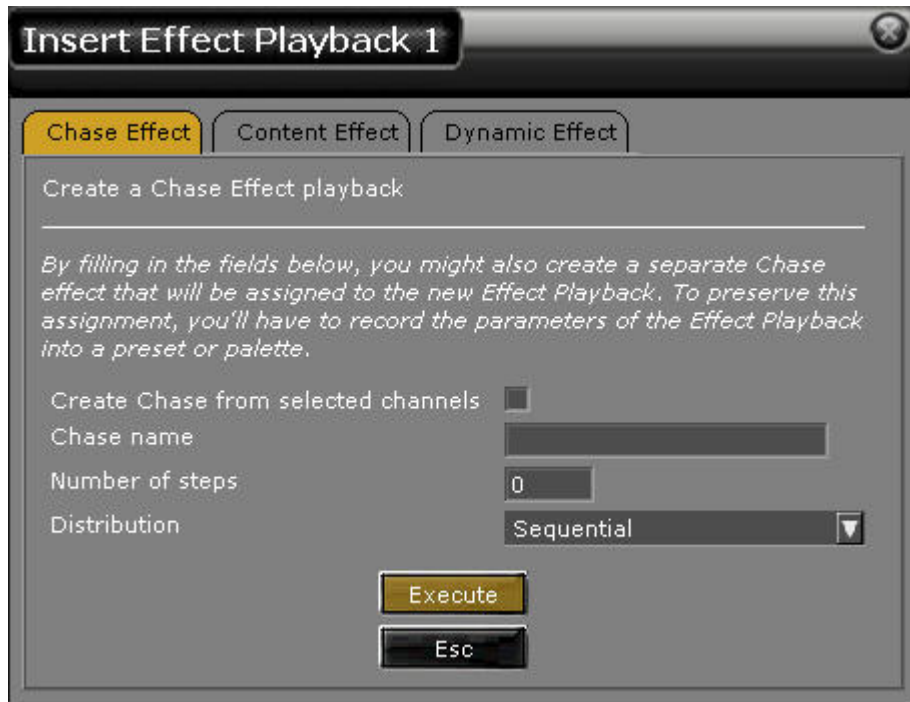 Insert Effect Playback 1
Chase Effect Content Effect Dynamic Effect
Create a Chase Effect playback
By filling in the fields below, you might also create a separate Chase
effect that will be assigned to the new Effect Playback. To preserve this
assignment, you'll have to record the parameters of the Effect Playback
into a preset or palette.
Create Chase from selected channels
Chase name
Number of steps 0
Distribution Sequential
Execute
Esc